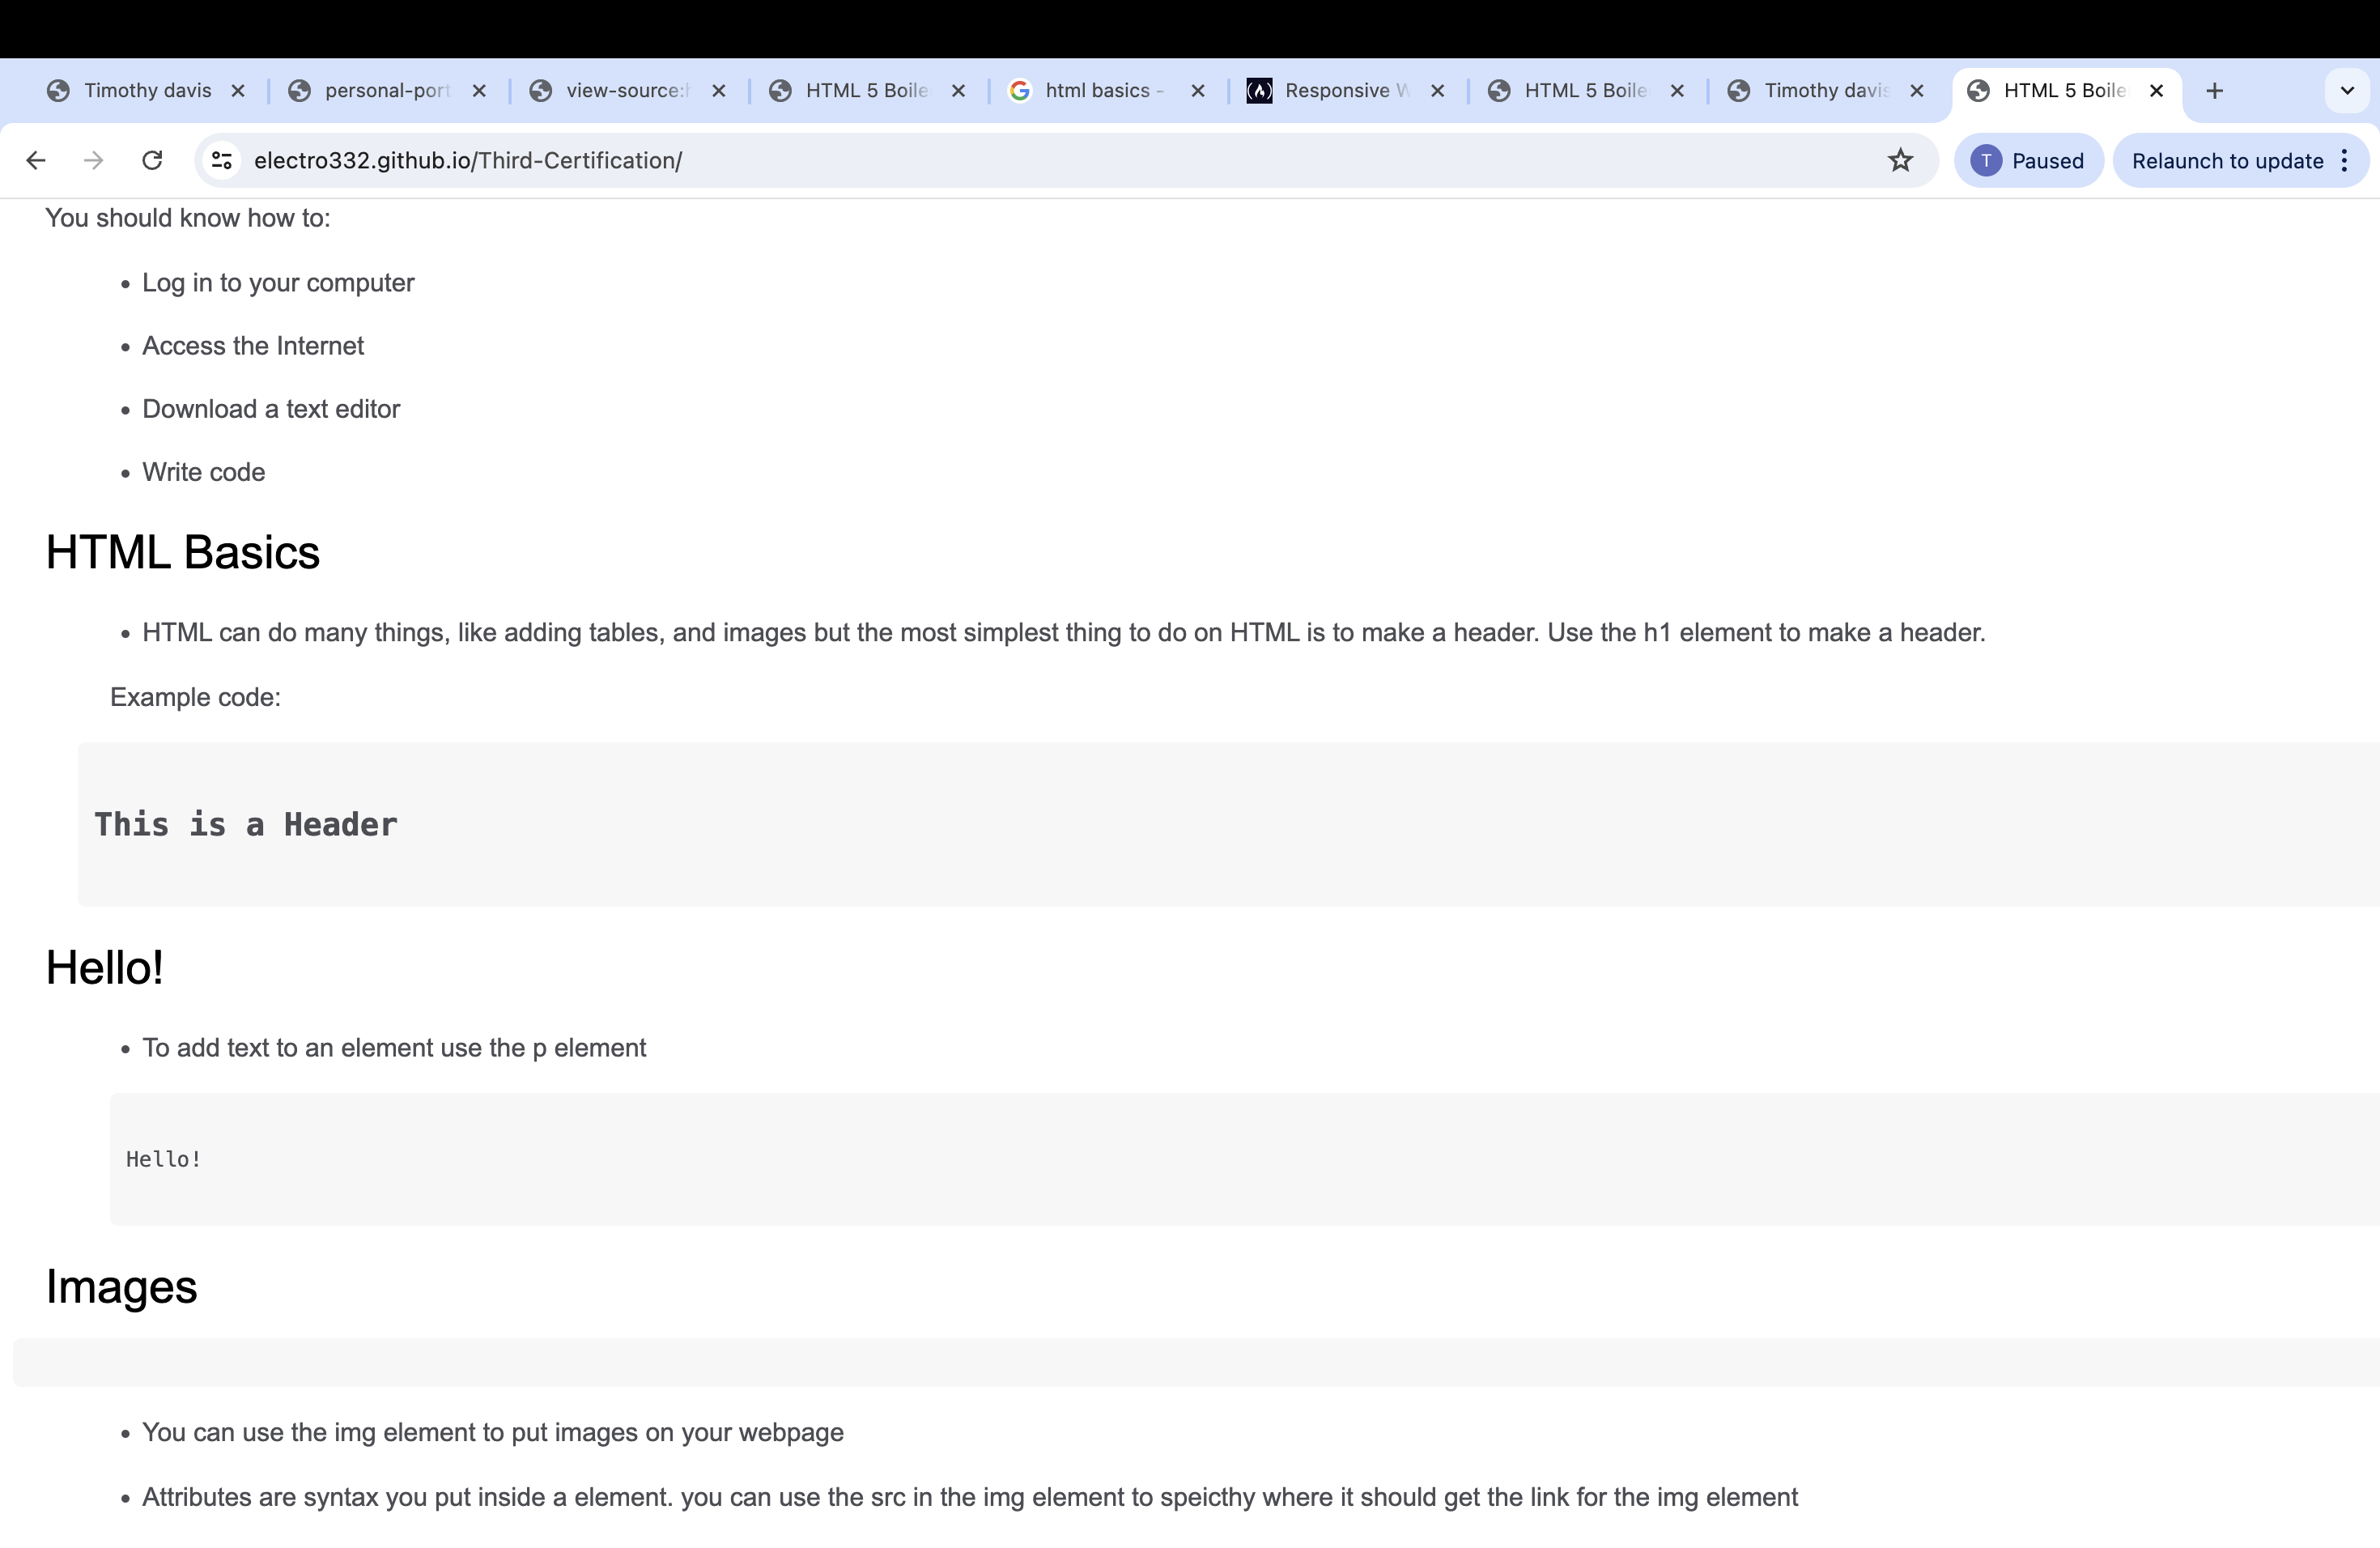 Timothy davis
personal-port
view-source:h
HTML 5 Boile
html basics -
Responsive W
HTML 5 Boile
Timothy davis
HTML 5 Boile
electro332.github.io/Third-Certification/
T Paused
Relaunch to update
You should know how to:
Log in to your computer
Access the Internet
Download a text editor
Write code
HTML Basics
HTML can do many things, like adding tables, and images but the most simplest thing to do on HTML is to make a header. Use the h1 element to make a header.
Example code:
This is a Header
Hello!
To add text to an element use the p element
Hello!
Images
You can use the img element to put images on your webpage
Attributes are syntax you put inside a element. you can use the src in the img element to speicthy where it should get the link for the img element